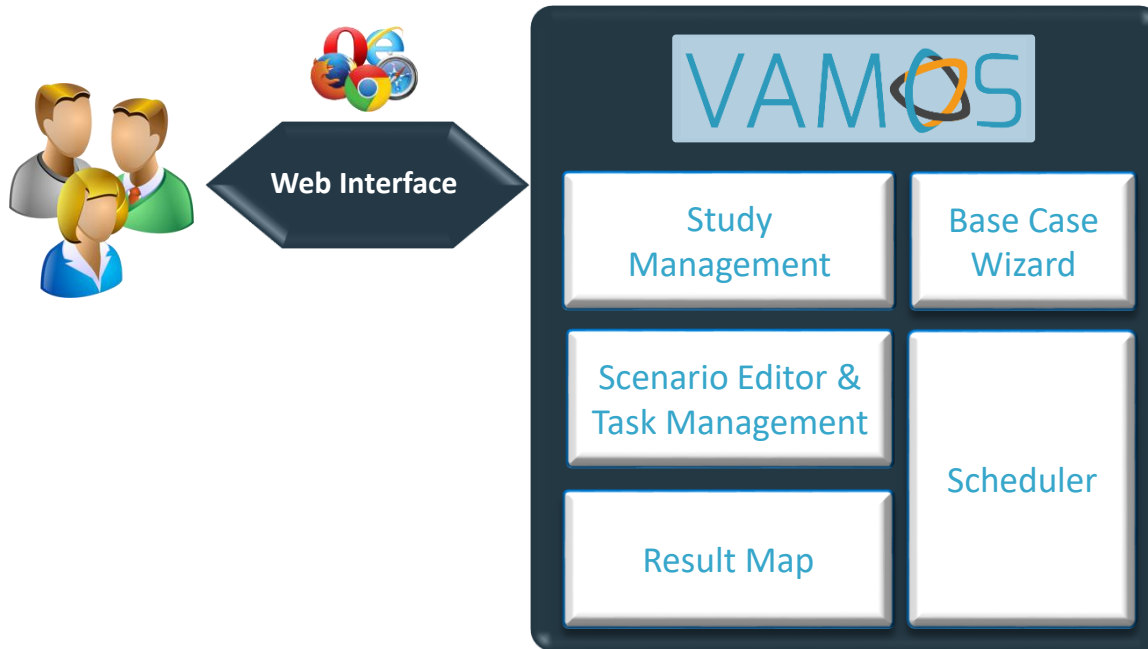 VAMOS
Web Interface
Study
Management
Base Case
Wizard
Scenario Editor &
Task Management
Scheduler
Result Map